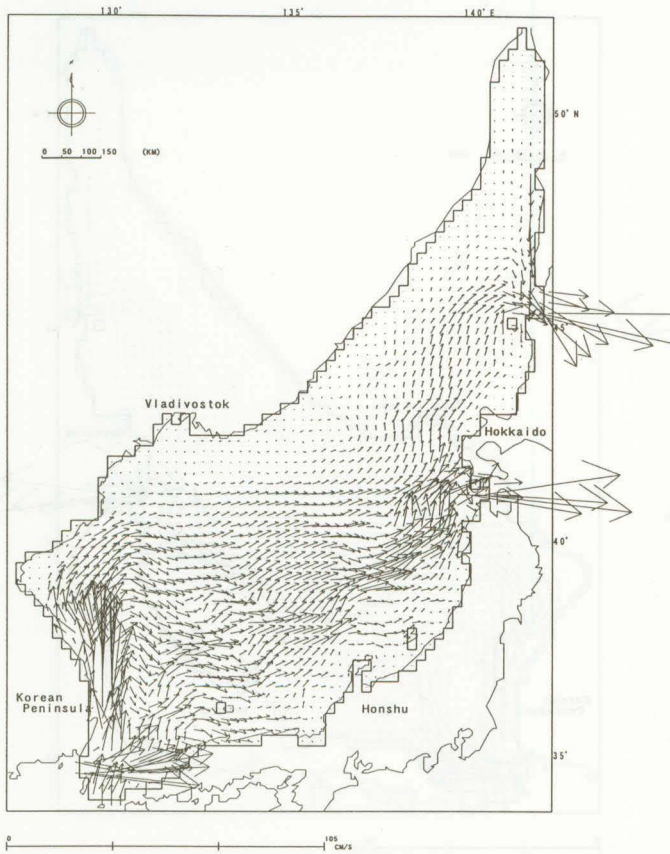 130° 135° 140° E
50° N
0 50 100 150 (KM)
45°
Vladivostok
Hokkaido
40°
Korean
Peninsula
Honshu
35°
0 105
CM/S